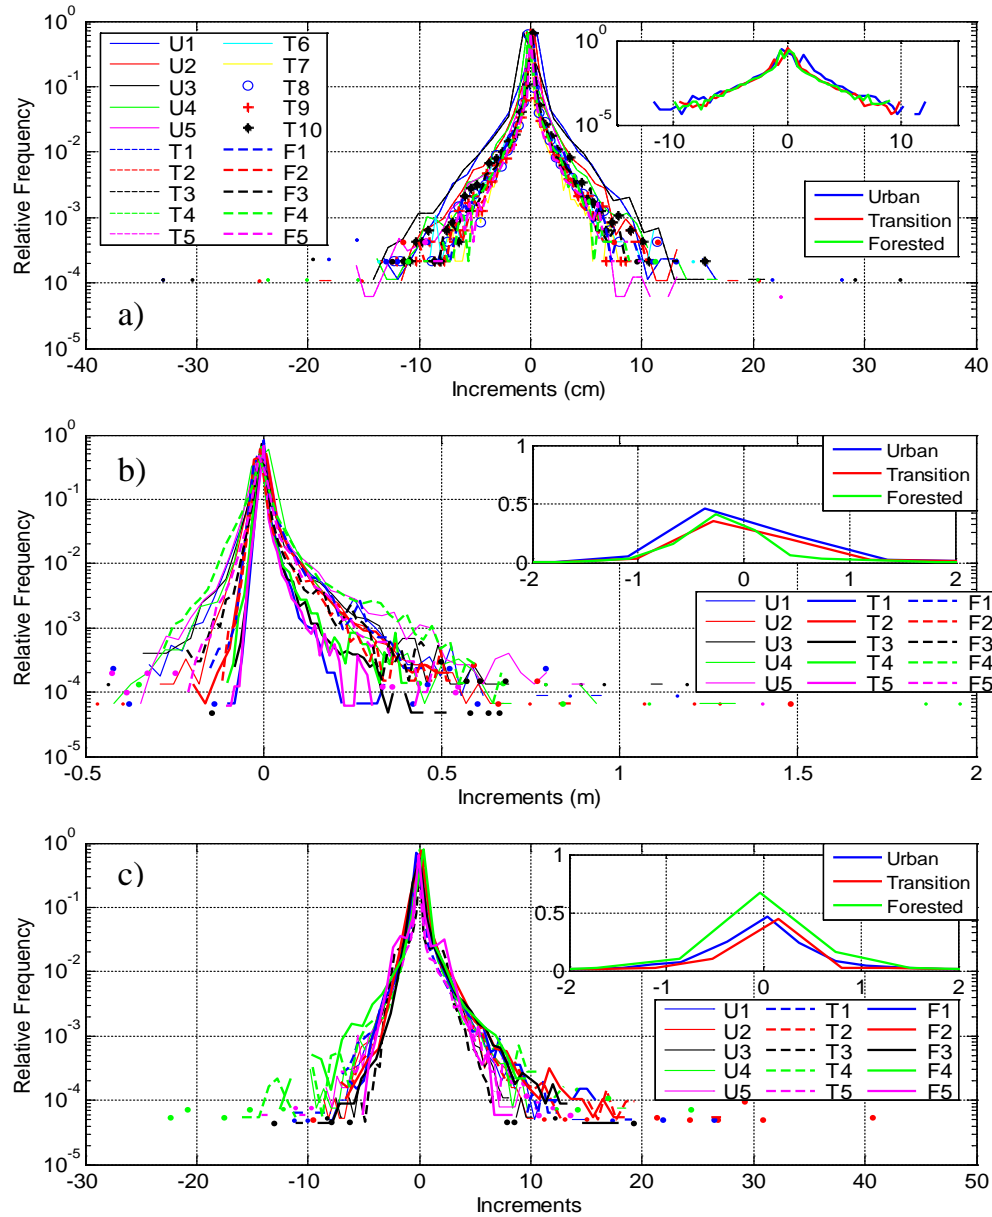 10^0
10^-1
10^-2
10^-3
10^-4
10^-5
Relative Frequency
U1 T6
U2 T7
U3 T8
U4 T9
U5 T10
T1 F1
T2 F2
T3 F3
T4 F4
T5 F5
10^0
10^-5
-10 0 10
Urban
Transition
Forested
a)
-40 -30 -20 -10 0 10 20 30 40
Increments (cm)
10^0
10^-1
10^-2
10^-3
10^-4
10^-5
Relative Frequency
b)
1
0.5
0
-2 -1 0 1 2
Urban
Transition
Forested
U1 T1 F1
U2 T2 F2
U3 T3 F3
U4 T4 F4
U5 T5 F5
-0.5 0 0.5 1 1.5 2
Increments (m)
10^0
10^-1
10^-2
10^-3
10^-4
10^-5
Relative Frequency
c)
1
0.5
0
-2 -1 0 1 2
Urban
Transition
Forested
U1 T1 F1
U2 T2 F2
U3 T3 F3
U4 T4 F4
U5 T5 F5
-30 -20 -10 0 10 20 30 40 50
Increments